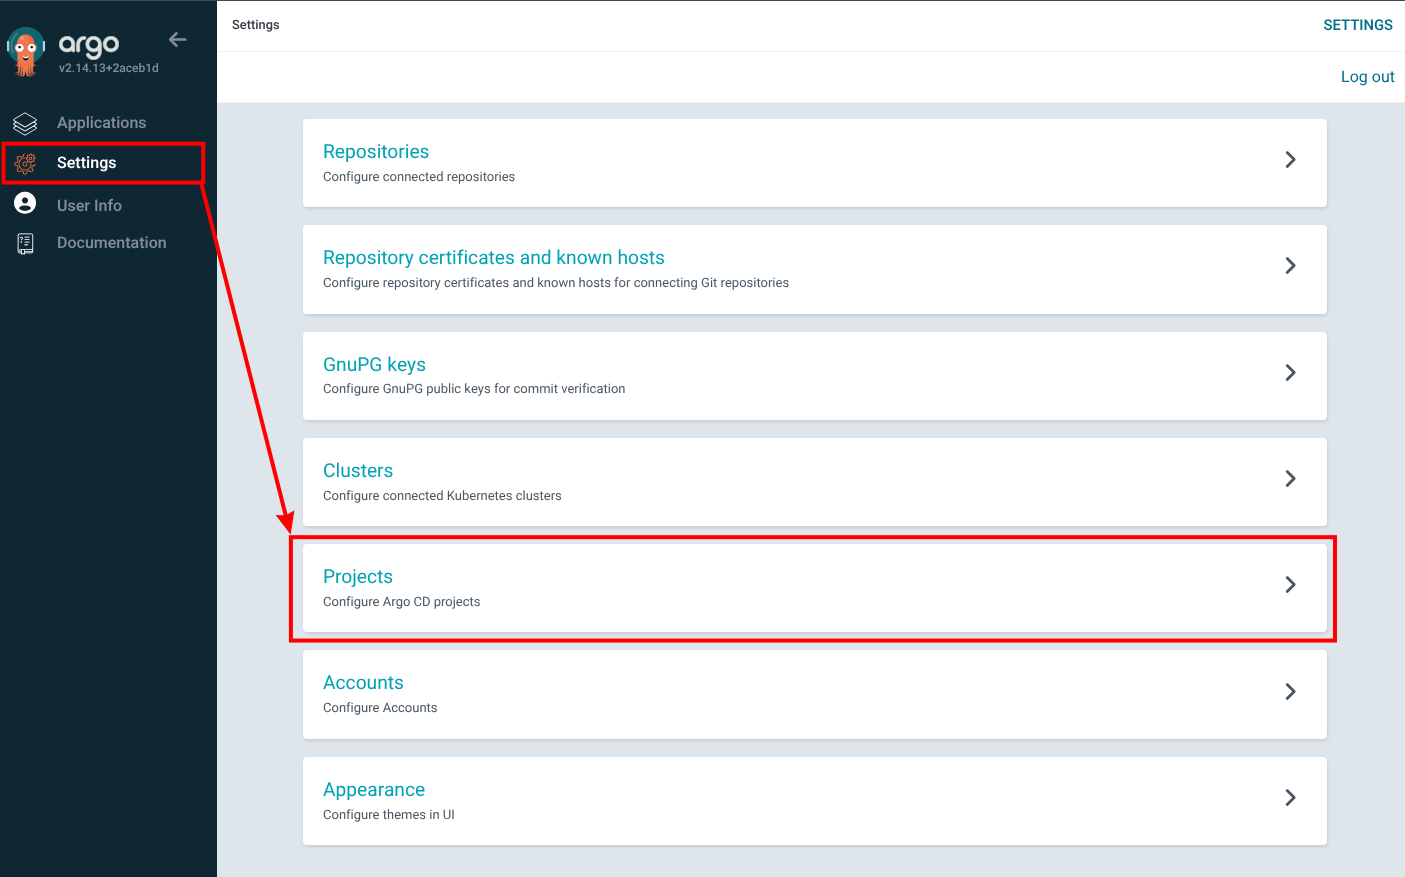 argo
v2.14.13+2aceb1d
Applications
Settings
User Info
Documentation
Settings
SETTINGS
Log out
Repositories
Configure connected repositories
Repository certificates and known hosts
Configure repository certificates and known hosts for connecting Git repositories
GnuPG keys
Configure GnuPG public keys for commit verification
Clusters
Configure connected Kubernetes clusters
Projects
Configure Argo CD projects
Accounts
Configure Accounts
Appearance
Configure themes in UI